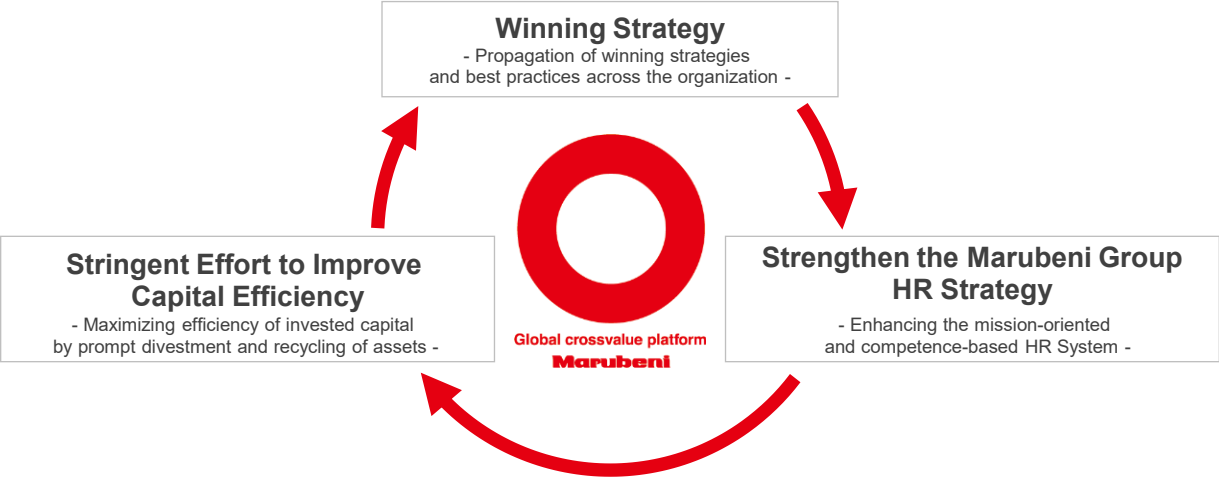 Winning Strategy
- Propagation of winning strategies
and best practices across the organization -
Stringent Effort to Improve
Capital Efficiency
- Maximizing efficiency of invested capital
by prompt divestment and recycling of assets -
Global crossvalue platform
Marubeni
Strengthen the Marubeni Group
HR Strategy
- Enhancing the mission-oriented
and competence-based HR System -